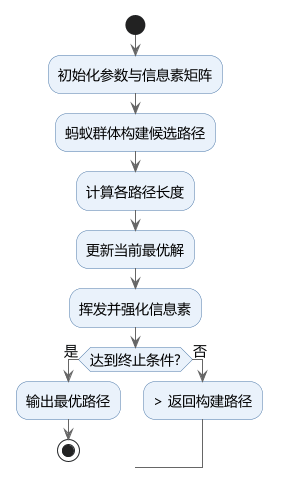 初始化参数与信息素矩阵
蚂蚁群体构建候选路径
计算各路径长度
更新当前最优解
挥发并强化信息素
是
达到终止条件?
否
输出最优路径
> 返回构建路径